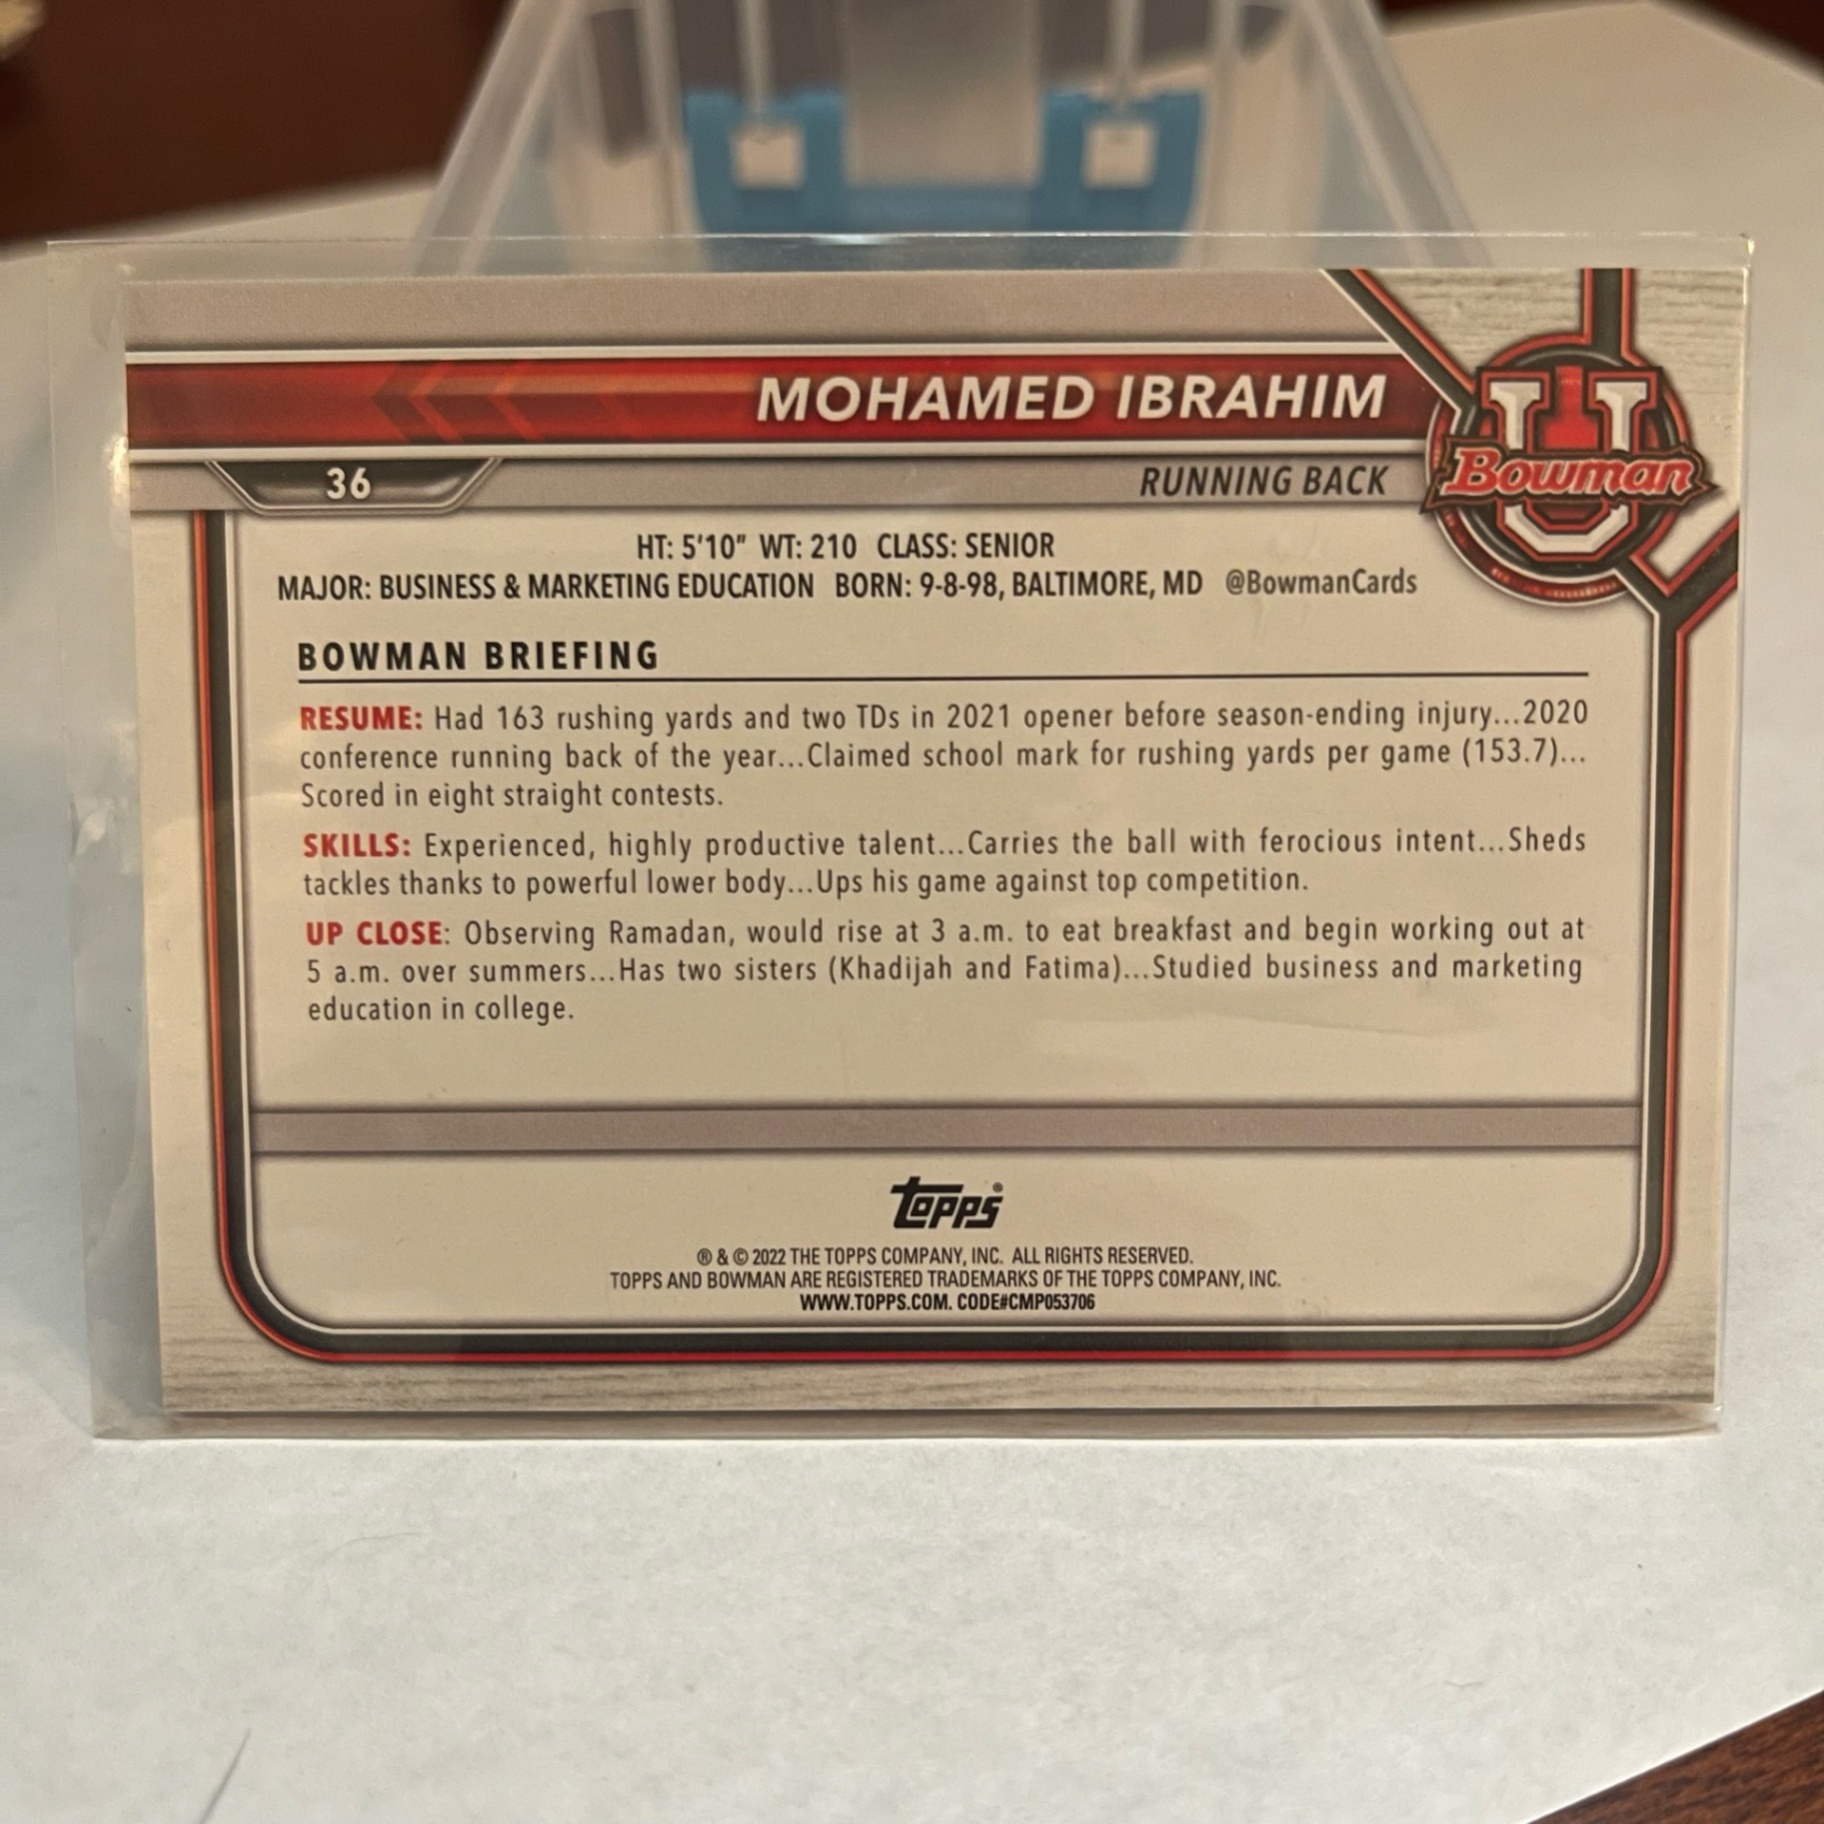 MOHAMED IBRAHIM
U
Bowman
36
RUNNING BACK
HT: 5'10" WT: 210 CLASS: SENIOR
MAJOR: BUSINESS & MARKETING EDUCATION BORN: 9-8-98, BALTIMORE, MD @BowmanCards
BOWMAN BRIEFING
RESUME: Had 163 rushing yards and two TDs in 2021 opener before season-ending injury...2020
conference running back of the year...Claimed school mark for rushing yards per game (153.7)...
Scored in eight straight contests.
SKILLS: Experienced, highly productive talent...Carries the ball with ferocious intent...Sheds
tackles thanks to powerful lower body...Ups his game against top competition.
UP CLOSE: Observing Ramadan, would rise at 3 a.m. to eat breakfast and begin working out at
5 a.m. over summers...Has two sisters (Khadijah and Fatima)...Studied business and marketing
education in college.
Topps®
® & © 2022 THE TOPPS COMPANY, INC. ALL RIGHTS RESERVED.
TOPPS AND BOWMAN ARE REGISTERED TRADEMARKS OF THE TOPPS COMPANY, INC.
WWW.TOPPS.COM. CODE#CMP053706